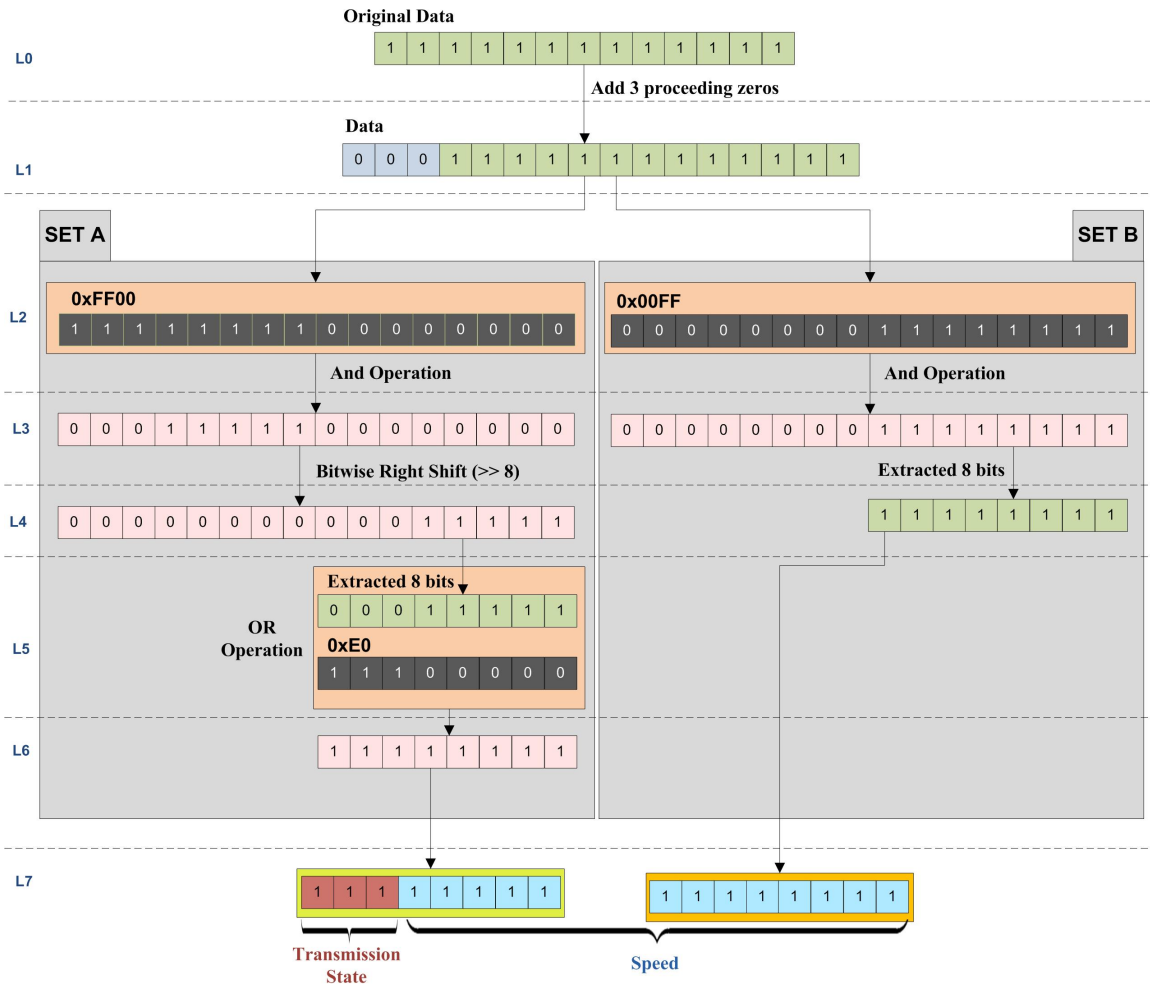 Original Data
L0
1 1 1 1 1 1 1 1 1 1 1 1 1
Add 3 proceeding zeros
Data
L1
0 0 0 1 1 1 1 1 1 1 1 1 1 1 1 1
SET A
SET B
L2
0xFF00
1 1 1 1 1 1 1 1 0 0 0 0 0 0 0 0
0x00FF
0 0 0 0 0 0 0 0 1 1 1 1 1 1 1 1
And Operation
And Operation
L3
0 0 0 1 1 1 1 1 0 0 0 0 0 0 0 0
0 0 0 0 0 0 0 0 1 1 1 1 1 1 1 1
Bitwise Right Shift (>> 8)
Extracted 8 bits
L4
0 0 0 0 0 0 0 0 0 0 0 1 1 1 1 1
1 1 1 1 1 1 1 1
Extracted 8 bits
0 0 0 1 1 1 1 1
L5
OR
Operation
0xE0
1 1 1 0 0 0 0 0
L6
1 1 1 1 1 1 1 1
L7
1 1 1 1 1 1 1 1
1 1 1 1 1 1 1 1
Transmission
State
Speed